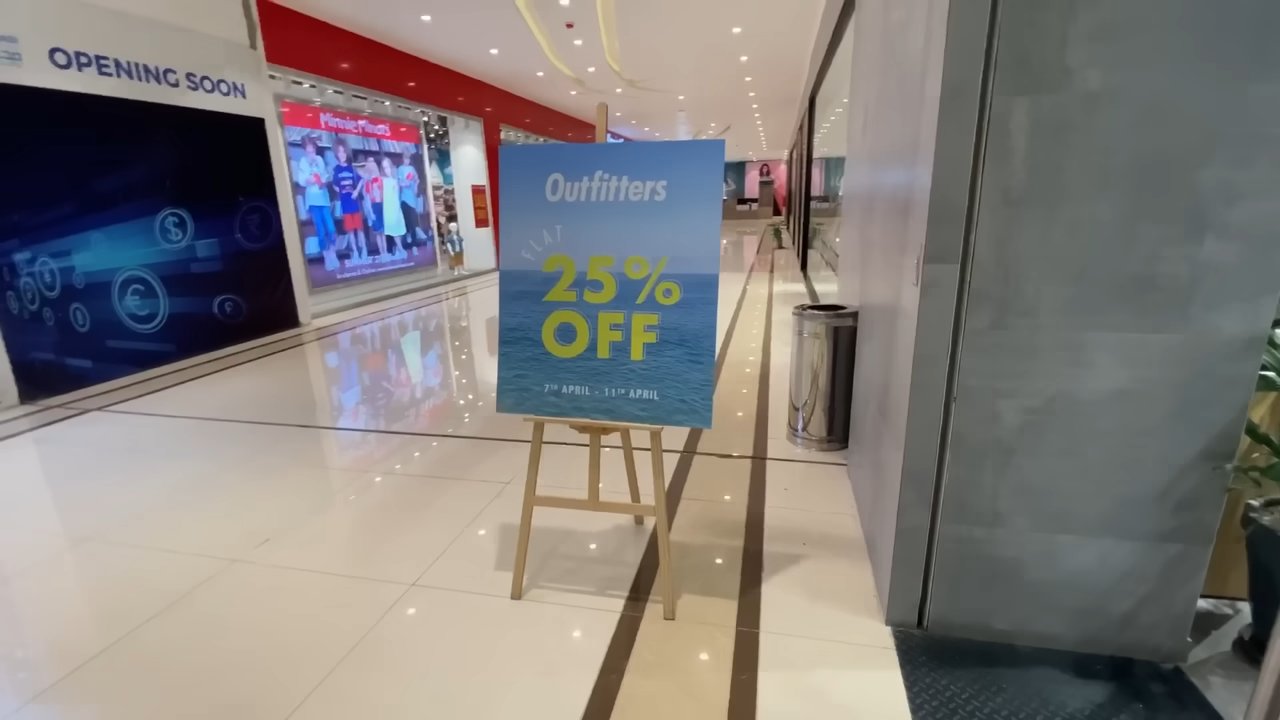 OPENING SOON
Minnie Minors
Outfitters
FLAT
25%
OFF
7TH APRIL - 11TH APRIL